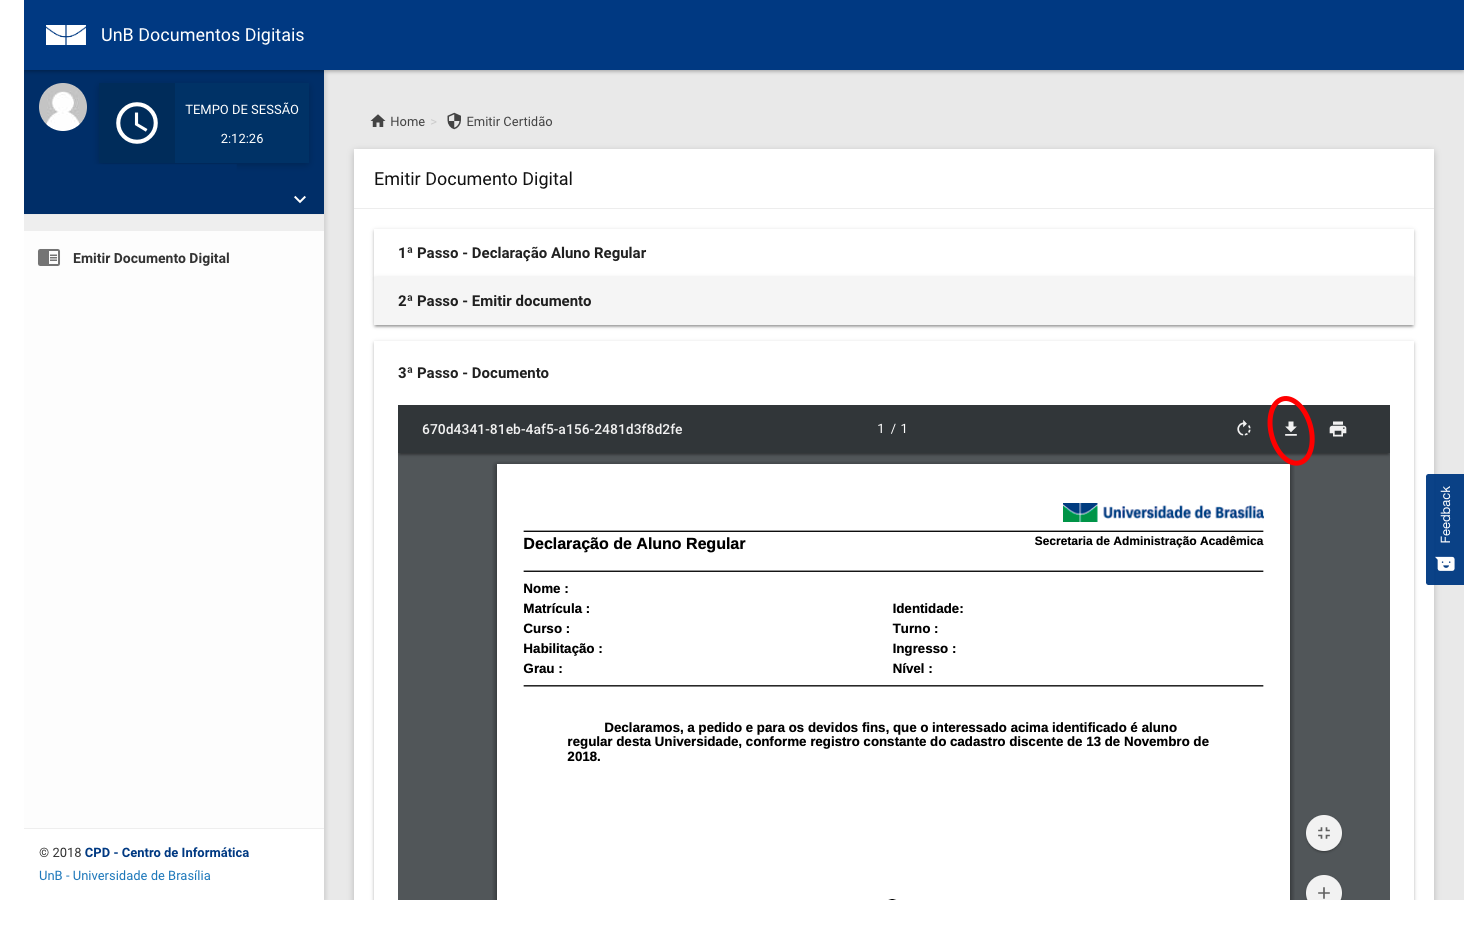 UnB Documentos Digitais
TEMPO DE SESSÃO
2:12:26
Home > Emitir Certidão
Emitir Documento Digital
Emitir Documento Digital
1ª Passo - Declaração Aluno Regular
2ª Passo - Emitir documento
3ª Passo - Documento
670d4341-81eb-4af5-a156-2481d3f8d2fe 1 / 1
Feedback
Universidade de Brasília
Declaração de Aluno Regular Secretaria de Administração Acadêmica
Nome :
Matrícula : Identidade:
Curso : Turno :
Habilitação : Ingresso :
Grau : Nível :
Declaramos, a pedido e para os devidos fins, que o interessado acima identificado é aluno
regular desta Universidade, conforme registro constante do cadastro discente de 13 de Novembro de
2018.
© 2018 CPD - Centro de Informática
UnB - Universidade de Brasília